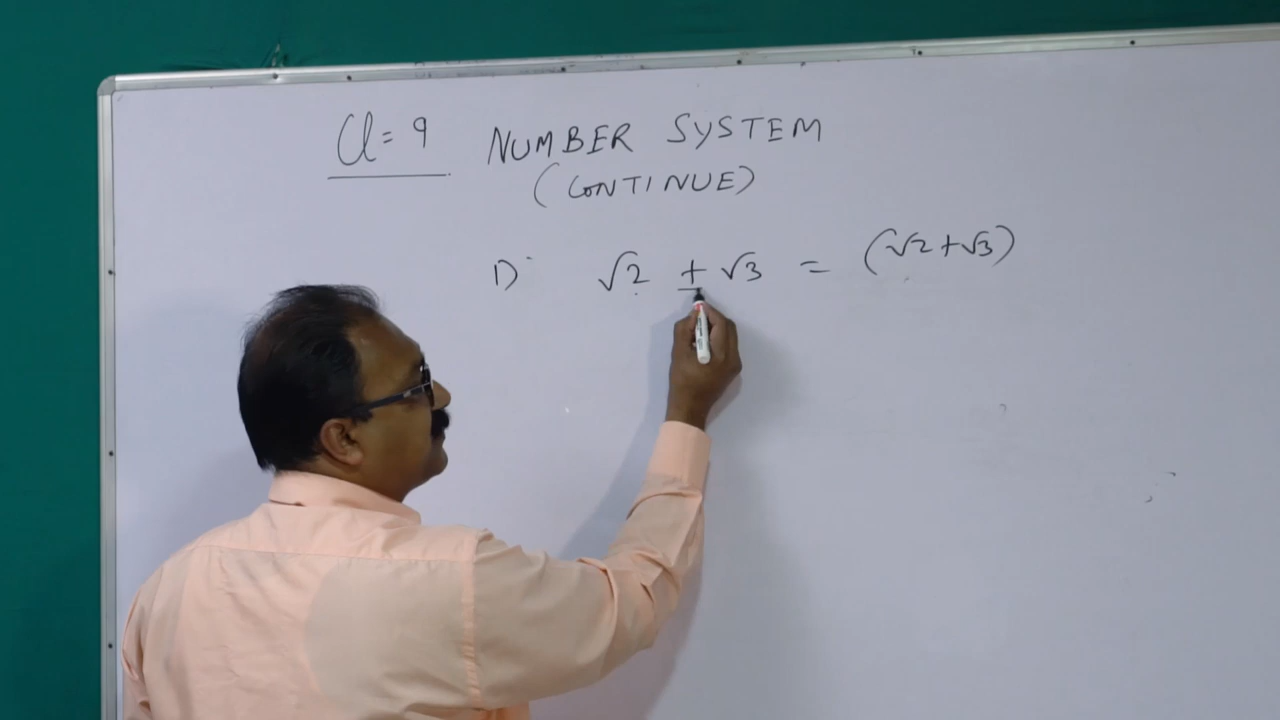 Cl = 9 NUMBER SYSTEM
(CONTINUE)
1) √2 + √3 = (√2+√3)